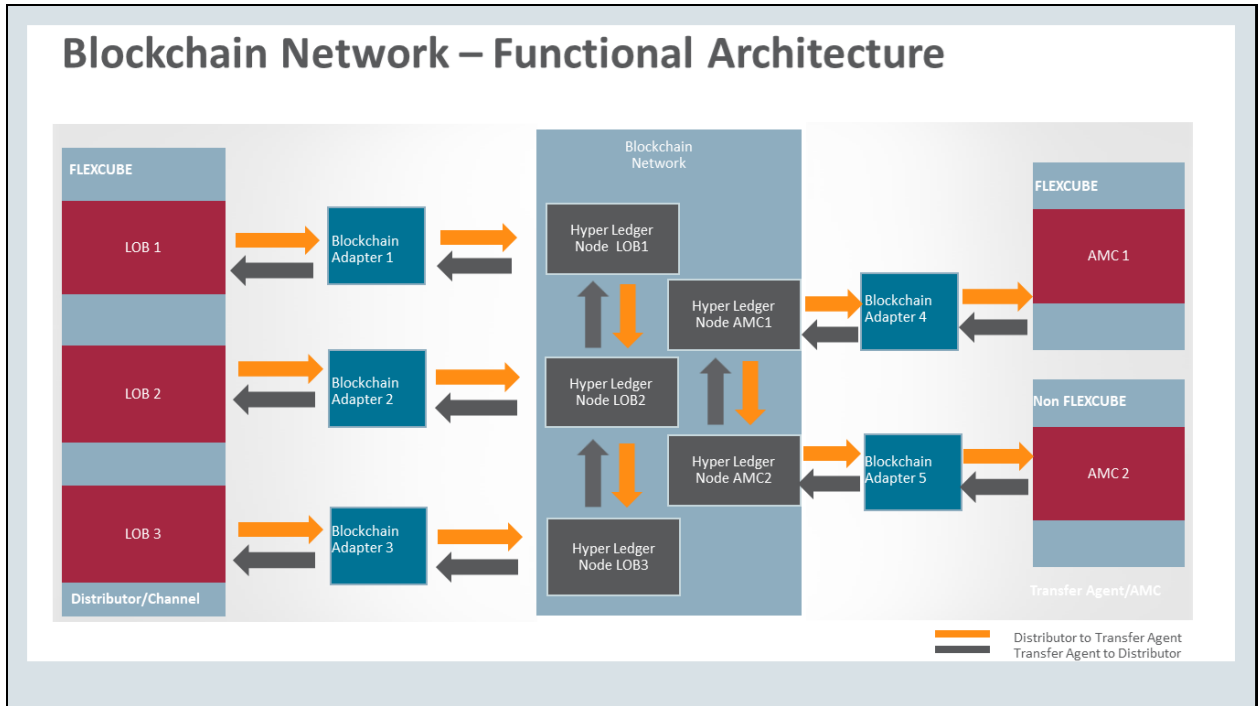 Blockchain Network – Functional Architecture
FLEXCUBE
LOB 1
LOB 2
LOB 3
Distributor/Channel
Blockchain
Adapter 1
Blockchain
Adapter 2
Blockchain
Adapter 3
Blockchain
Network
Hyper Ledger
Node  LOB1
Hyper Ledger
Node AMC1
Hyper Ledger
Node LOB2
Hyper Ledger
Node AMC2
Hyper Ledger
Node LOB3
Blockchain
Adapter 4
Blockchain
Adapter 5
FLEXCUBE
AMC 1
Non FLEXCUBE
AMC 2
Transfer Agent/AMC
Distributor to Transfer Agent
Transfer Agent to Distributor